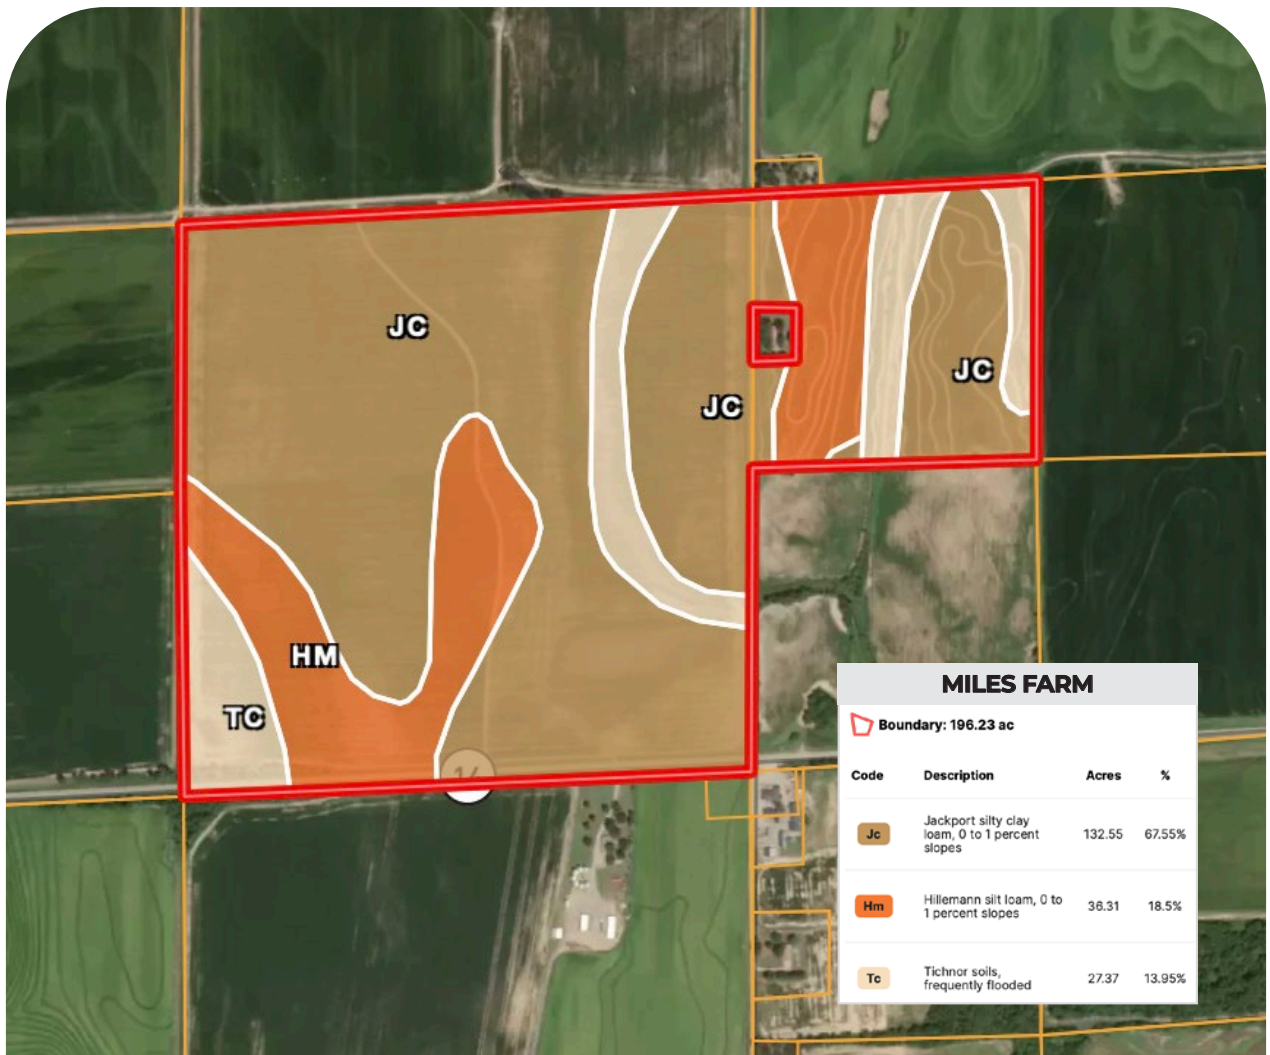 JC
JC
JC
HM
TC
MILES FARM
Boundary: 196.23 ac
Code Description Acres %
Jc Jackport silty clay loam, 0 to 1 percent slopes 132.55 67.55%
Hm Hillemann silt loam, 0 to 1 percent slopes 36.31 18.5%
Tc Tichnor soils, frequently flooded 27.37 13.95%